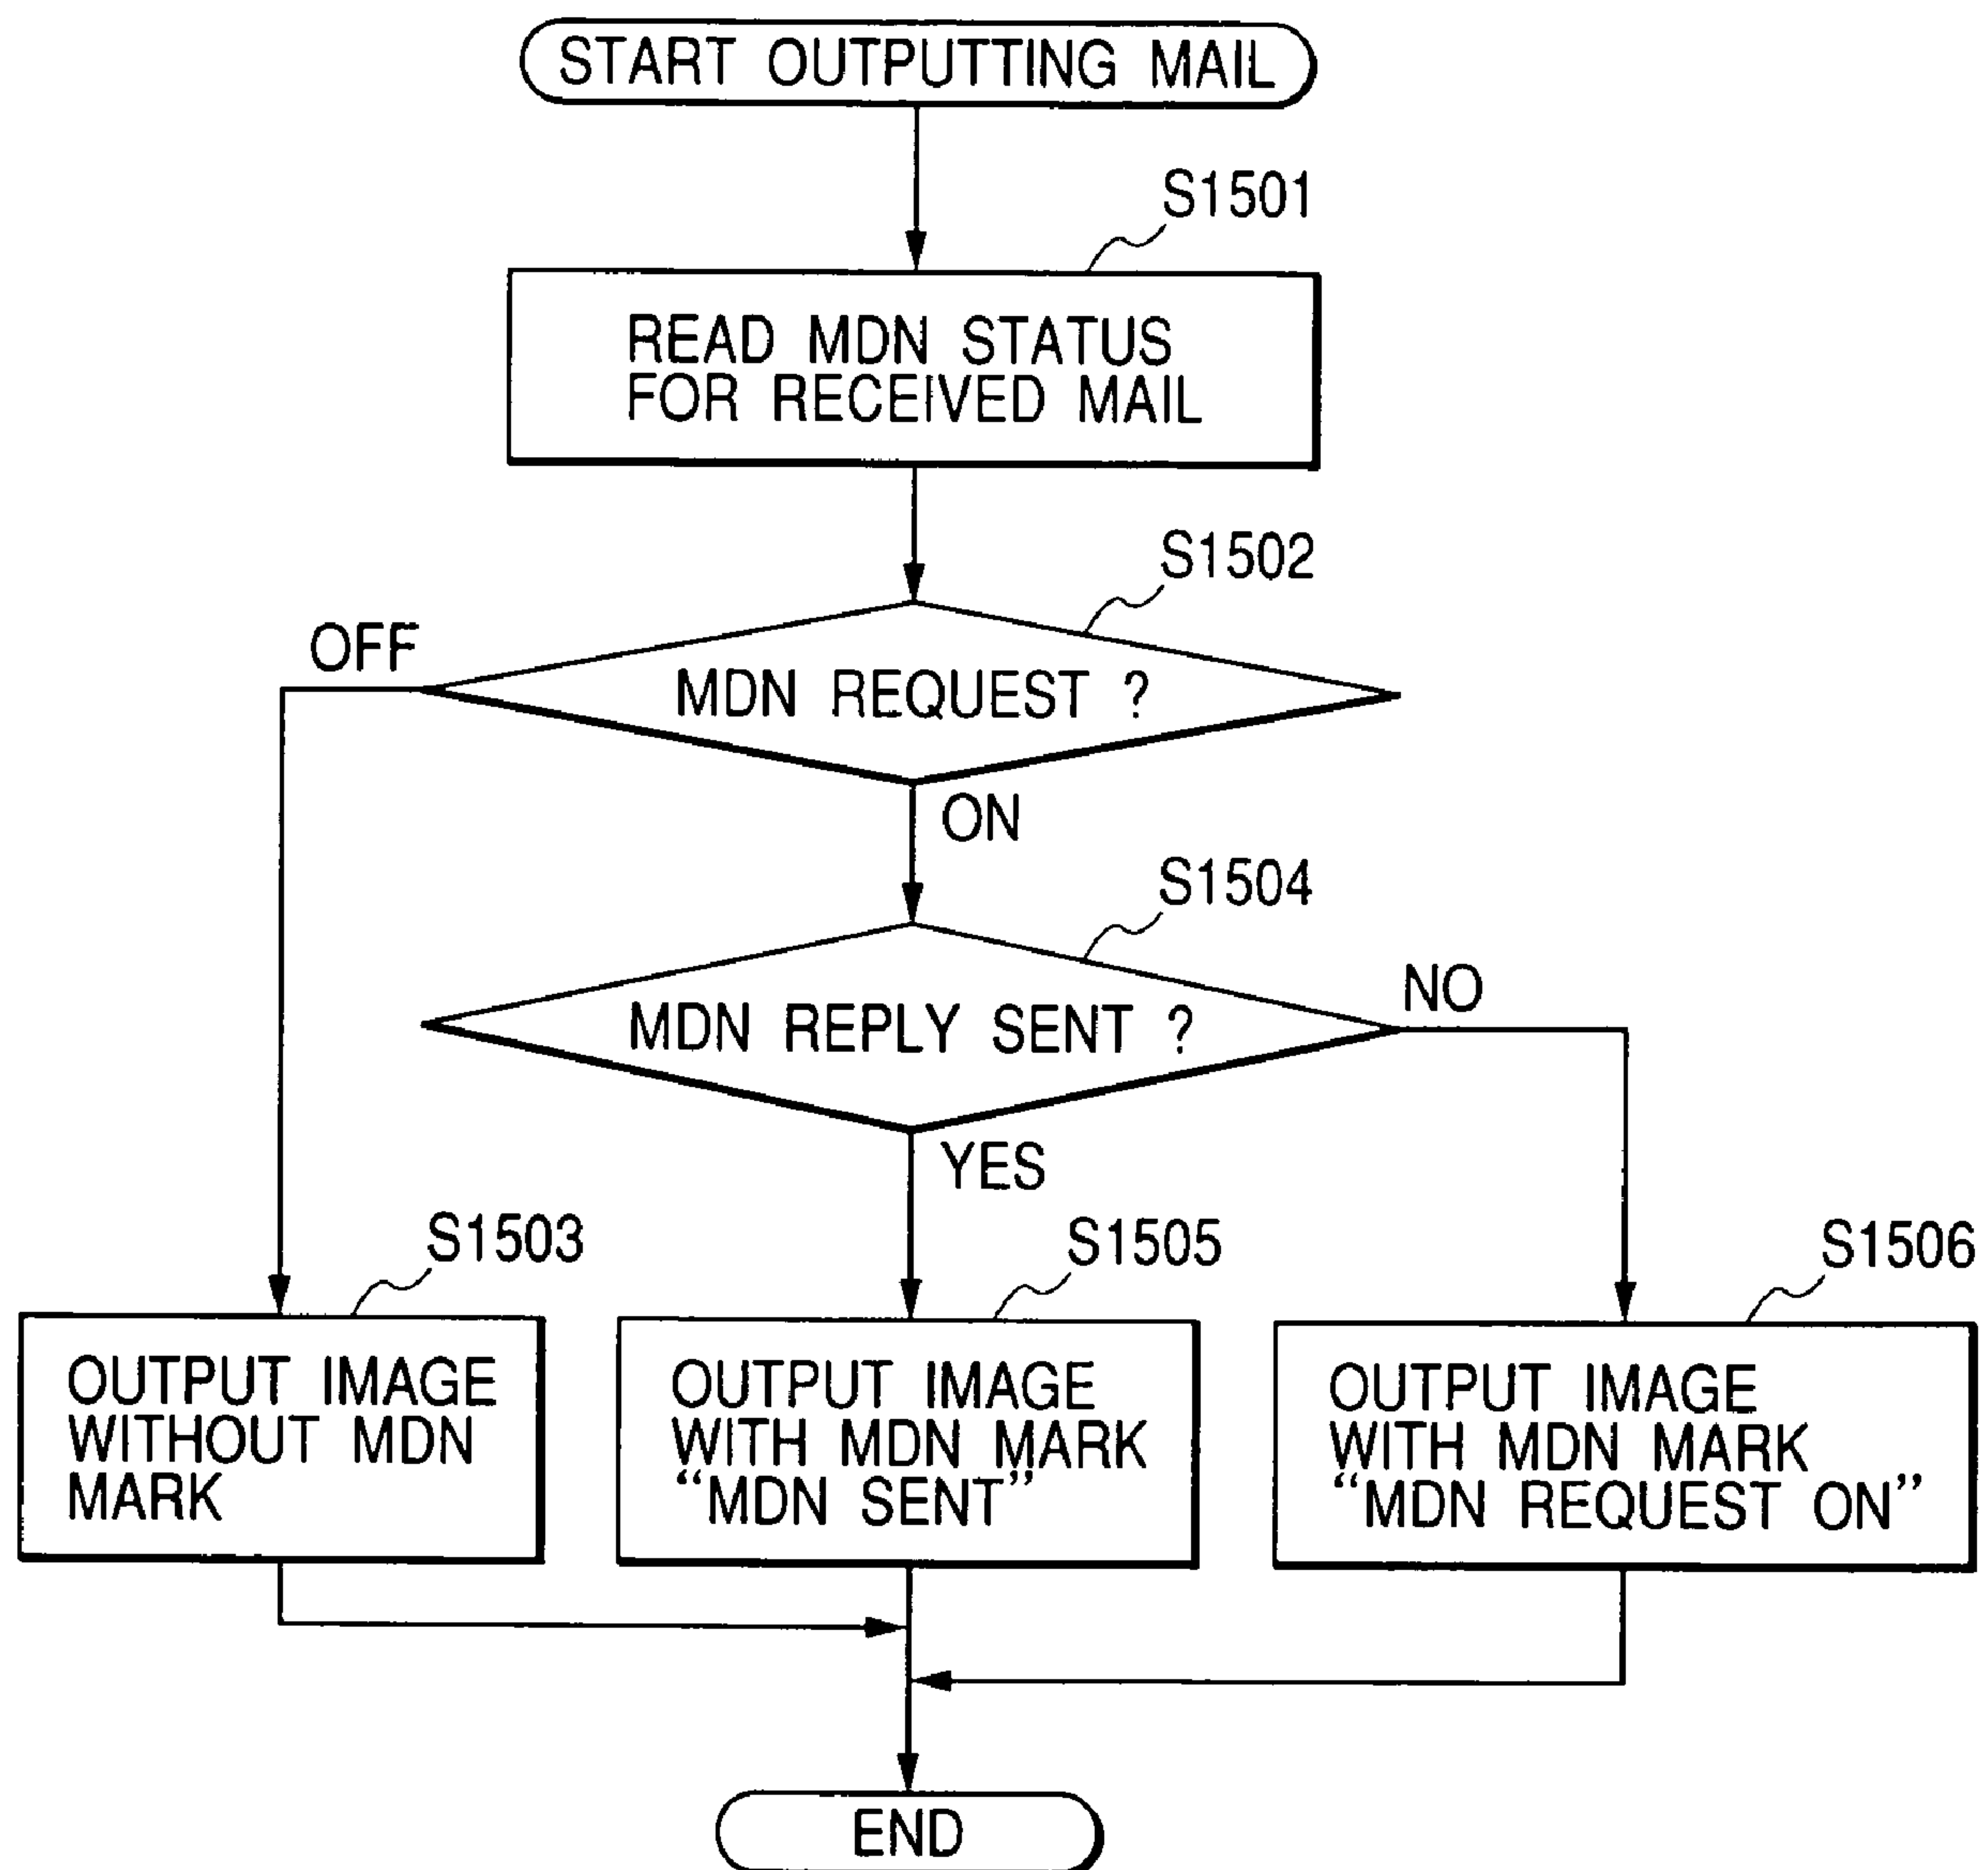 START OUTPUTTING MAIL
S1501
READ MDN STATUS
FOR RECEIVED MAIL
S1502
OFF
MDN REQUEST ?
ON
S1504
NO
MDN REPLY SENT ?
YES
S1503
OUTPUT IMAGE
WITHOUT MDN
MARK
S1505
OUTPUT IMAGE
WITH MDN MARK
“MDN SENT”
S1506
OUTPUT IMAGE
WITH MDN MARK
“MDN REQUEST ON”
END